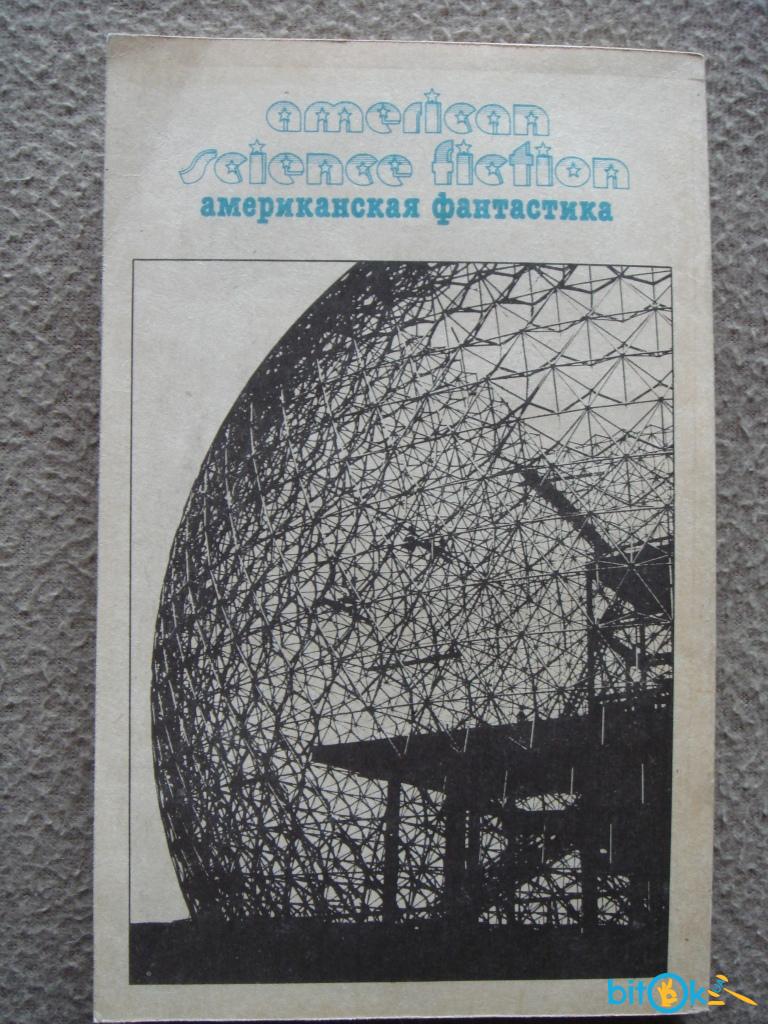 american
science fiction
американская фантастика
bitok